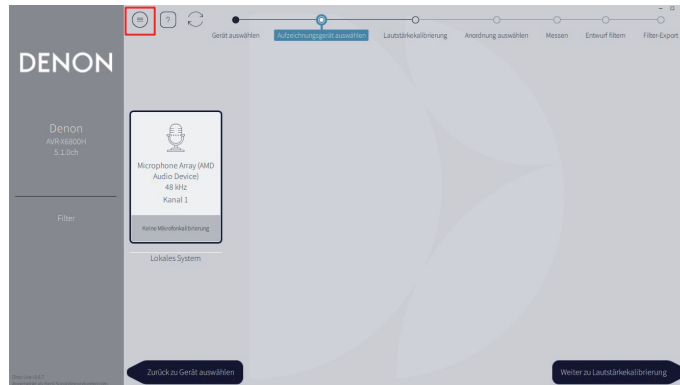 ?
Gerät auswählen
Aufzeichnungsgerät auswählen
Lautstärkekalibrierung
Anordnung auswählen
Messen
Entwurf filtern
Filter-Export
DENON
Denon
AVR-X6800H
5.1.0ch
Filter
Microphone Array (AMD
Audio Device)
48 kHz
Kanal 1
Keine Mikrofonkalibrierung
Lokales System
Zurück zu Gerät auswählen
Weiter zu Lautstärkekalibrierung